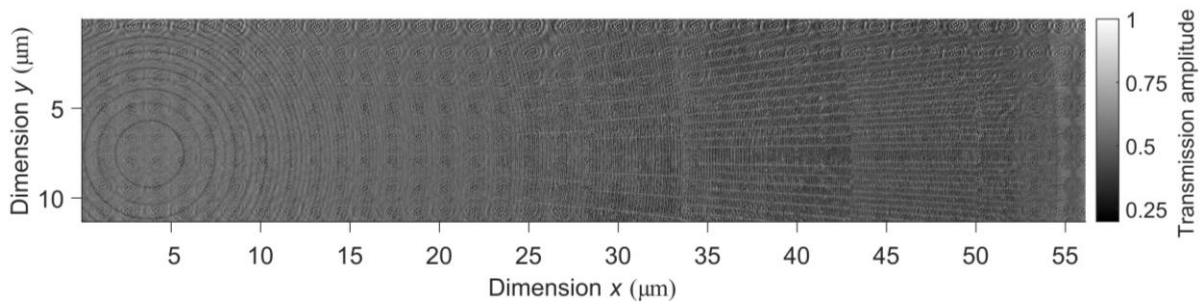 Dimension y (μm)
5
10
5 10 15 20 25 30 35 40 45 50 55
Dimension x (μm)
1
0.75
0.5
0.25
Transmission amplitude